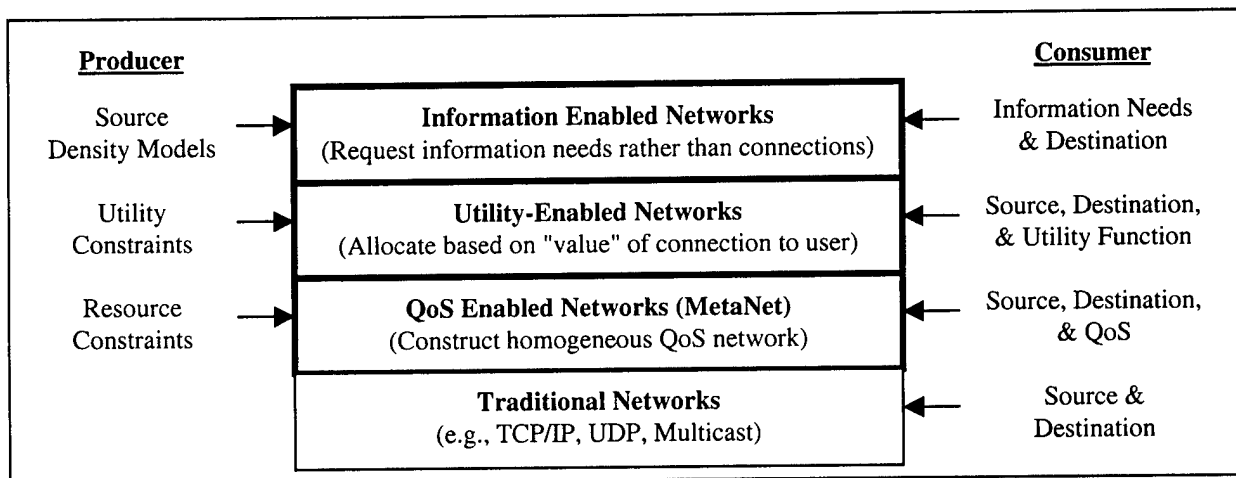 Producer
Consumer
Source
Density Models
Information Enabled Networks
(Request information needs rather than connections)
Information Needs
& Destination
Utility
Constraints
Utility-Enabled Networks
(Allocate based on "value" of connection to user)
Source, Destination,
& Utility Function
Resource
Constraints
QoS Enabled Networks (MetaNet)
(Construct homogeneous QoS network)
Source, Destination,
& QoS
Traditional Networks
(e.g., TCP/IP, UDP, Multicast)
Source &
Destination